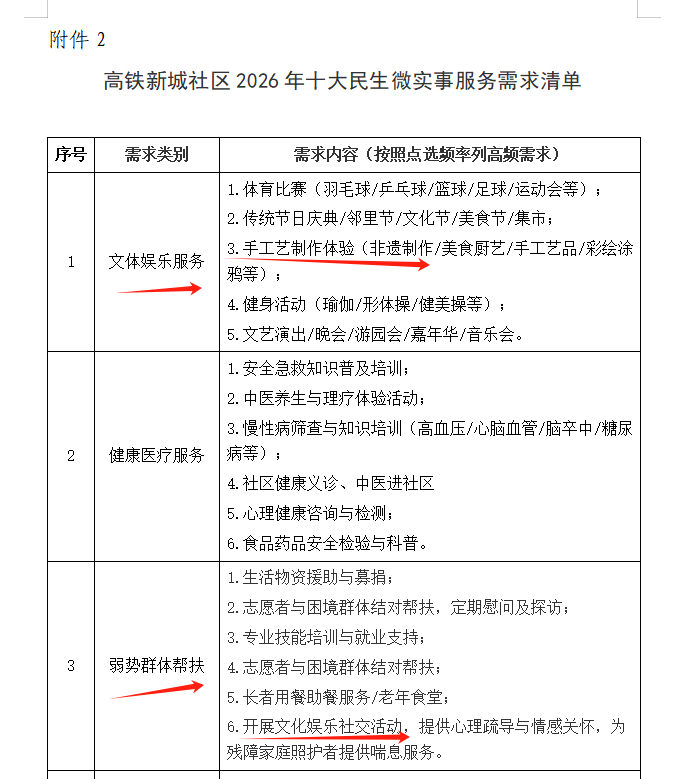 附件 2
高铁新城社区 2026 年十大民生微实事服务需求清单
序号 需求类别 需求内容（按照点选频率列高频需求）
1 文体娱乐服务
1.体育比赛（羽毛球/乒乓球/篮球/足球/运动会等）；
2.传统节日庆典/邻里节/文化节/美食节/集市；
3.手工艺制作体验（非遗制作/美食厨艺/手工艺品/彩绘涂
鸦等）；
4.健身活动（瑜伽/形体操/健美操等）；
5.文艺演出/晚会/游园会/嘉年华/音乐会。
2 健康医疗服务
1.安全急救知识普及培训；
2.中医养生与理疗体验活动；
3.慢性病筛查与知识培训（高血压/心脑血管/脑卒中/糖尿
病等）；
4.社区健康义诊、中医进社区
5.心理健康咨询与检测；
6.食品药品安全检验与科普。
3 弱势群体帮扶
1.生活物资援助与募捐；
2.志愿者与困境群体结对帮扶，定期慰问及探访；
3.专业技能培训与就业支持；
4.志愿者与困境群体结对帮扶；
5.长者用餐助餐服务/老年食堂；
6.开展文化娱乐社交活动，提供心理疏导与情感关怀，为
残障家庭照护者提供喘息服务。